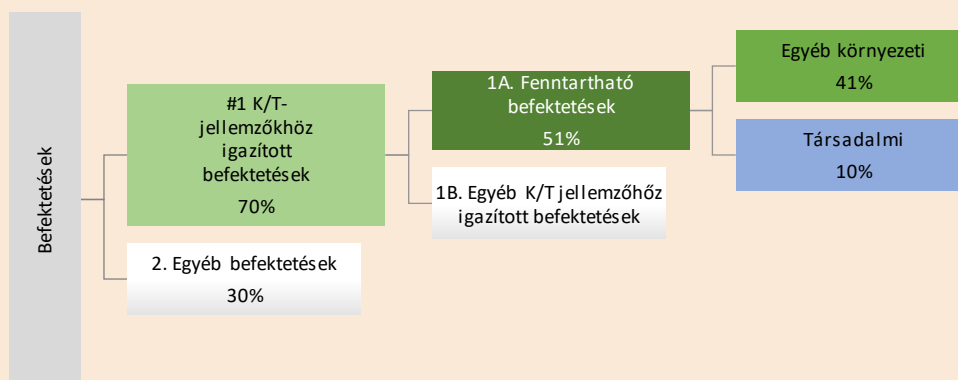 Befektetések
#1 K/T-
jellemzőkhöz
igazított
befektetések
70%
2. Egyéb befektetések
30%
1A. Fenntartható
befektetések
51%
1B. Egyéb K/T jellemzőhőz
igazított befektetések
Egyéb környezeti
41%
Társadalmi
10%